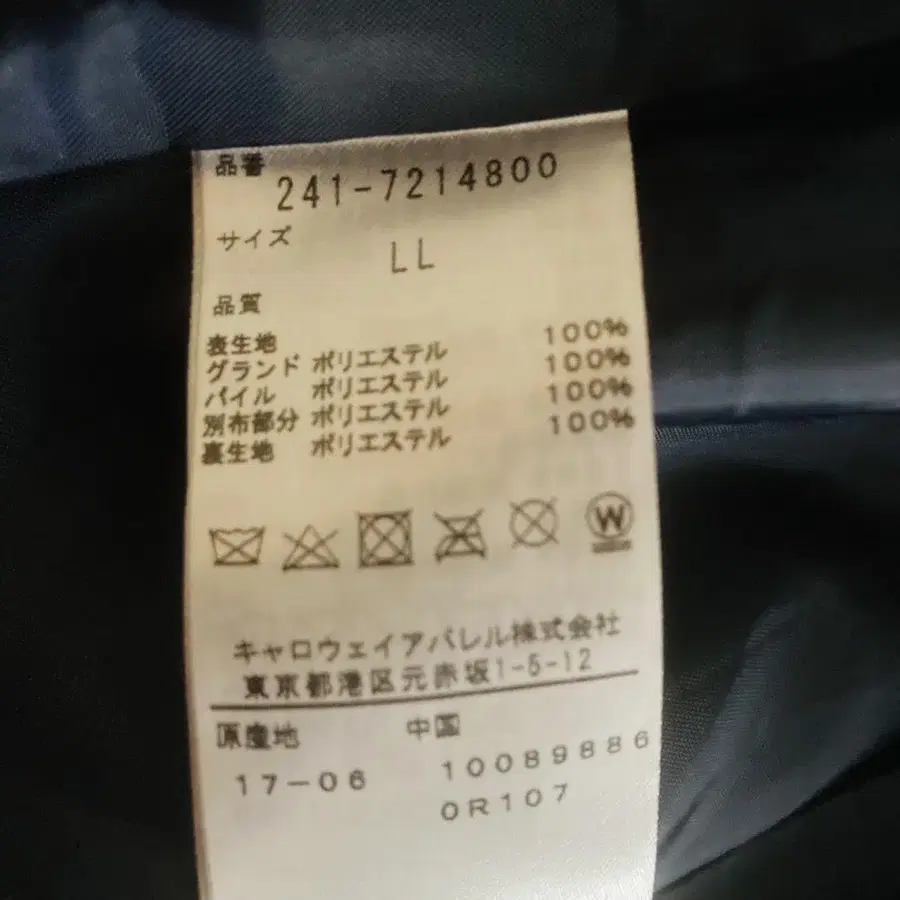 品番
241-7214800
サイズ
LL
品質
表生地 100%
グランド ポリエステル 100%
パイル ポリエステル 100%
別布部分 ポリエステル 100%
裏生地 ポリエステル
W
キャロウェイアパレル株式会社
東京都港区元赤坂1-5-12
原産地 中国
17-06 10089886
0R107